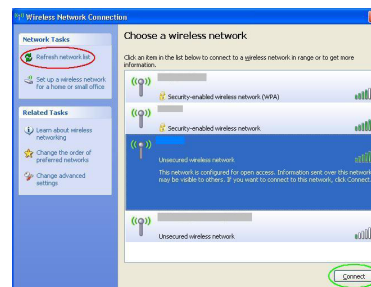 Wireless Network Connection
Network Tasks
Refresh network list
Set up a wireless network
for a home or small office
Related Tasks
Learn about wireless
networking
Change the order of
preferred networks
Change advanced
settings
Choose a wireless network
Click an item in the list below to connect to a wireless network in range or to get more
information.
Security-enabled wireless network (WPA)
Security-enabled wireless network
Unsecured wireless network
This network is configured for open access. Information sent over this network
may be visible to others. If you want to connect to this network, click Connect.
Unsecured wireless network
Connect